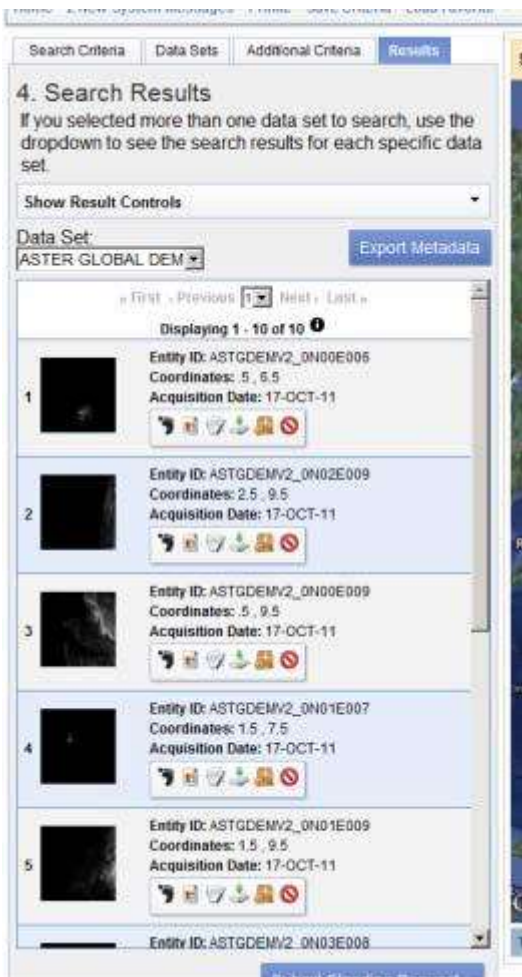 Search Criteria Data Sets Additional Criteria Results
4. Search Results
If you selected more than one data set to search, use the
dropdown to see the search results for each specific data
set.
Show Result Controls
Data Set:
ASTER GLOBAL DEM
Export Metadata
« First ‹ Previous 1 Next › Last »
Displaying 1 - 10 of 10
1
Entity ID: ASTGDEMV2_0N00E006
Coordinates: .5 , 6.5
Acquisition Date: 17-OCT-11
2
Entity ID: ASTGDEMV2_0N02E009
Coordinates: 2.5 , 9.5
Acquisition Date: 17-OCT-11
3
Entity ID: ASTGDEMV2_0N00E009
Coordinates: .5 , 9.5
Acquisition Date: 17-OCT-11
4
Entity ID: ASTGDEMV2_0N01E007
Coordinates: 1.5 , 7.5
Acquisition Date: 17-OCT-11
5
Entity ID: ASTGDEMV2_0N01E009
Coordinates: 1.5 , 9.5
Acquisition Date: 17-OCT-11
Entity ID: ASTGDEMV2_0N03E008